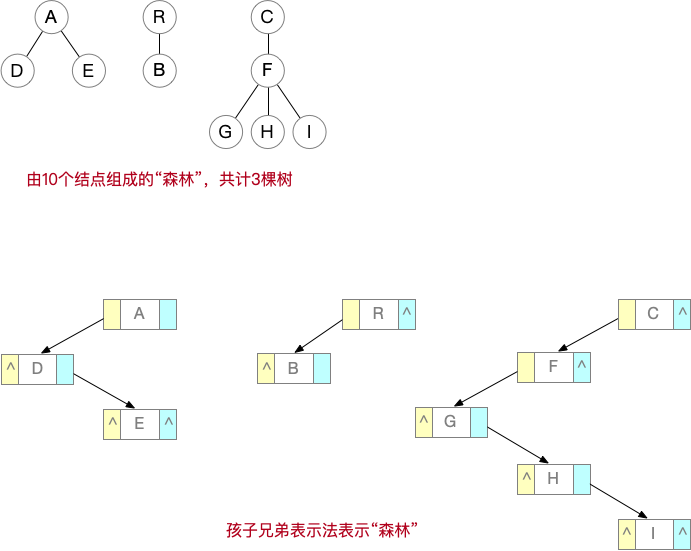 A R C
D E B F
G H I
由10个结点组成的“森林”，共计3棵树
A R ^ C ^
^ D ^ B F ^
^ E ^ ^ G
^ H
^ I ^
孩子兄弟表示法表示“森林”